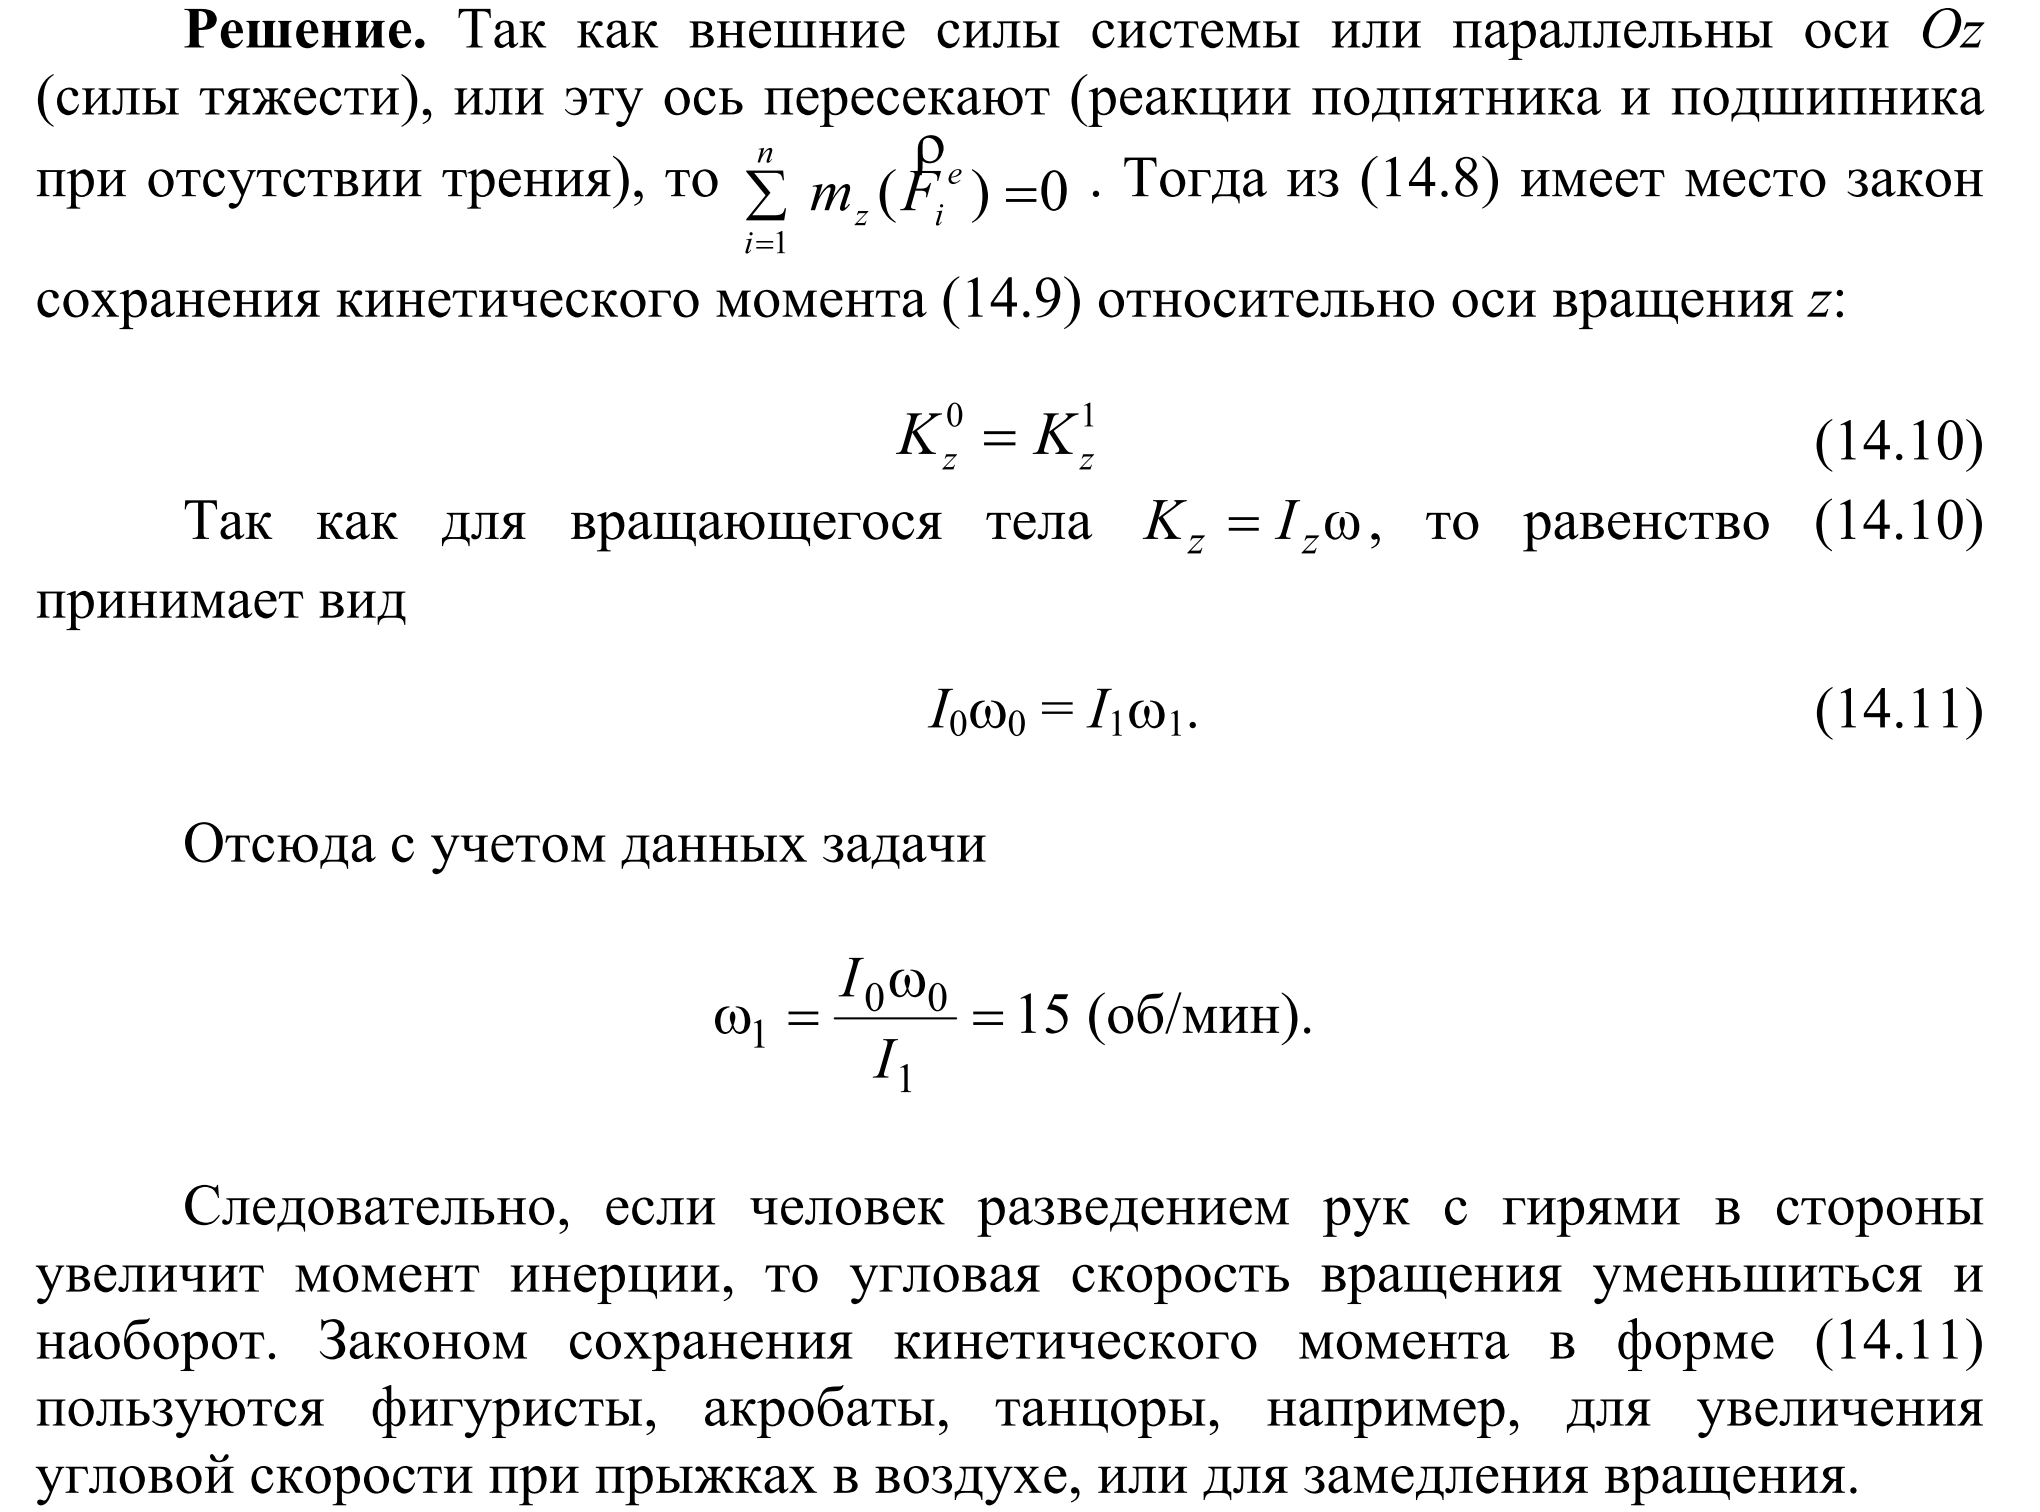 Решение. Так как внешние силы системы или параллельны оси Oz
(силы тяжести), или эту ось пересекают (реакции подпятника и подшипника
при отсутствии трения), то $\sum_{i=1}^{n} m_z(\overset{\rho}{F}{}_i^e) = 0$ . Тогда из (14.8) имеет место закон
сохранения кинетического момента (14.9) относительно оси вращения z:
$K_z^0 = K_z^1$ (14.10)
Так как для вращающегося тела $K_z = I_z\omega$, то равенство (14.10)
принимает вид
$I_0\omega_0 = I_1\omega_1$. (14.11)
Отсюда с учетом данных задачи
$\omega_1 = \frac{I_0\omega_0}{I_1} = 15$ (об/мин).
Следовательно, если человек разведением рук с гирями в стороны
увеличит момент инерции, то угловая скорость вращения уменьшиться и
наоборот. Законом сохранения кинетического момента в форме (14.11)
пользуются фигуристы, акробаты, танцоры, например, для увеличения
угловой скорости при прыжках в воздухе, или для замедления вращения.